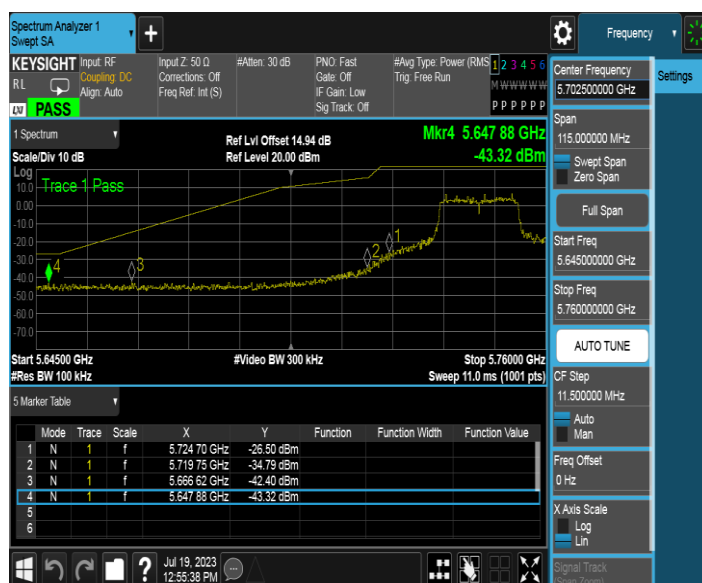 Spectrum Analyzer 1
Swept SA
Frequency
KEYSIGHT
RL
LXI
PASS
Input: RF
Coupling: DC
Align: Auto
Input Z: 50 Ω
Corrections: Off
Freq Ref: Int (S)
#Atten: 30 dB
PNO: Fast
Gate: Off
IF Gain: Low
Sig Track: Off
#Avg Type: Power (RMS
Trig: Free Run
1 2 3 4 5 6
M W W W W W
P P P P P P
1 Spectrum
Scale/Div 10 dB
Ref Lvl Offset 14.94 dB
Ref Level 20.00 dBm
Mkr4 5.647 88 GHz
-43.32 dBm
Log
Trace 1 Pass
10.0
0.00
-10.0
-20.0
-30.0
-40.0
-50.0
-60.0
-70.0
4
3
2
1
Start 5.64500 GHz
#Res BW 100 kHz
#Video BW 300 kHz
Stop 5.76000 GHz
Sweep 11.0 ms (1001 pts)
5 Marker Table
Mode Trace Scale X Y Function Function Width Function Value
1 N 1 f 5.724 70 GHz -26.50 dBm
2 N 1 f 5.719 75 GHz -34.79 dBm
3 N 1 f 5.666 62 GHz -42.40 dBm
4 N 1 f 5.647 88 GHz -43.32 dBm
5
6
Jul 19, 2023
12:55:38 PM
Center Frequency
5.702500000 GHz
Settings
Span
115.000000 MHz
Swept Span
Zero Span
Full Span
Start Freq
5.645000000 GHz
Stop Freq
5.760000000 GHz
AUTO TUNE
CF Step
11.500000 MHz
Auto
Man
Freq Offset
0 Hz
X Axis Scale
Log
Lin
Signal Track
(Span Zoom)